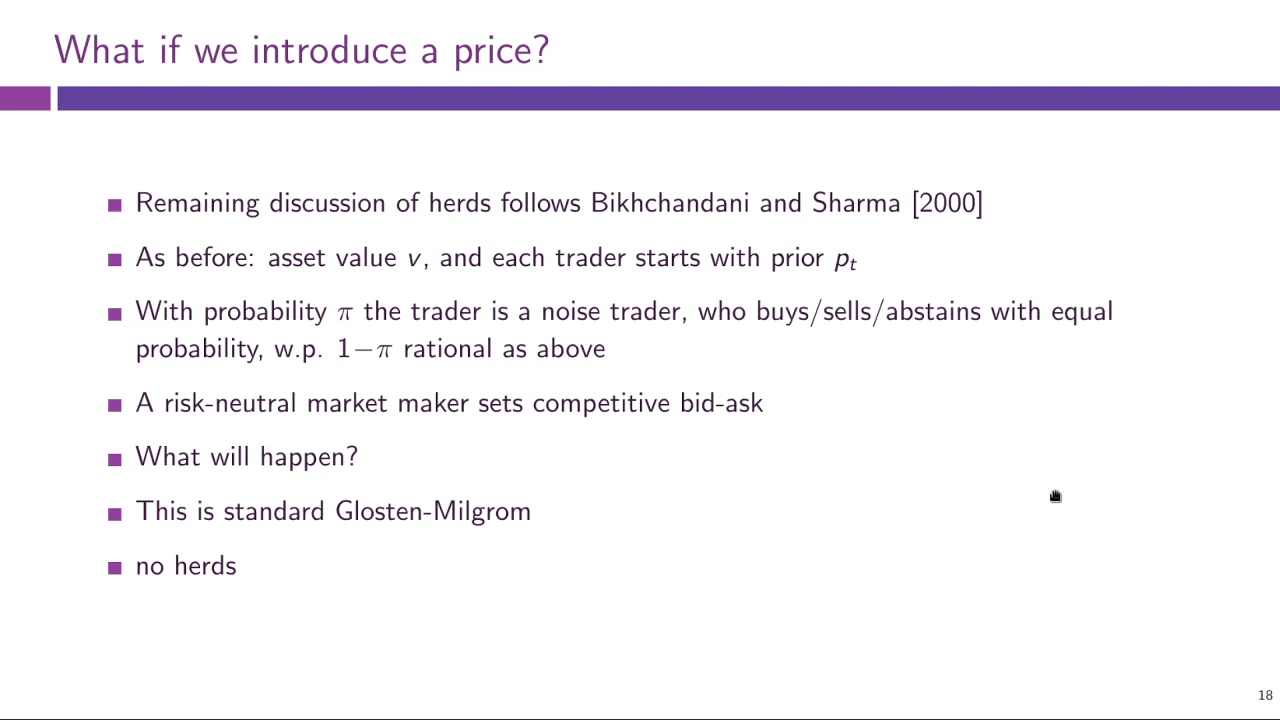 What if we introduce a price?
Remaining discussion of herds follows Bikhchandani and Sharma [2000]
As before: asset value v, and each trader starts with prior pₜ
With probability π the trader is a noise trader, who buys/sells/abstains with equal
probability, w.p. 1−π rational as above
A risk-neutral market maker sets competitive bid-ask
What will happen?
This is standard Glosten-Milgrom
no herds
18